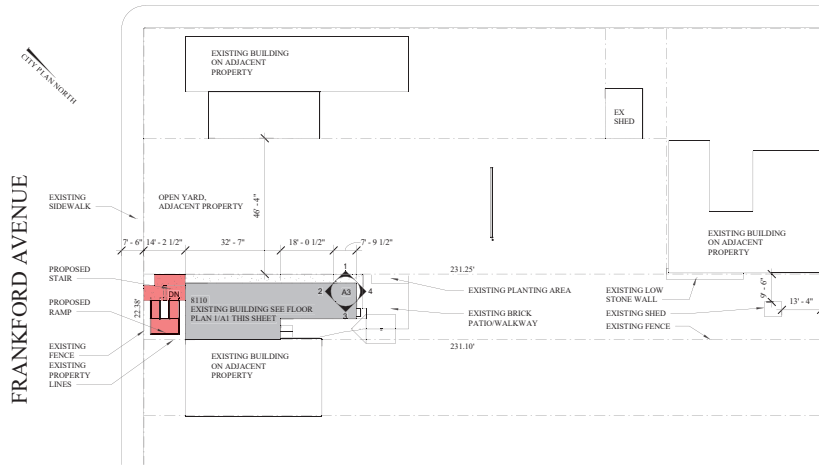 EXISTING BUILDING
ON ADJACENT
PROPERTY
CITY PLAN NORTH
EX
SHED
FRANKFORD AVENUE
EXISTING
SIDEWALK
OPEN YARD,
ADJACENT PROPERTY
46' - 4"
EXISTING BUILDING
ON ADJACENT
PROPERTY
7' - 6"
14' - 2 1/2"
32' - 7"
18' - 0 1/2"
7' - 9 1/2"
PROPOSED
STAIR
PROPOSED
RAMP
EXISTING
FENCE
EXISTING
PROPERTY
LINES
22.38'
DN
8110
EXISTING BUILDING SEE FLOOR
PLAN 1/A1 THIS SHEET
1
2
A3
4
3
231.25'
EXISTING PLANTING AREA
EXISTING BRICK
PATIO/WALKWAY
231.10'
EXISTING LOW
STONE WALL
EXISTING SHED
EXISTING FENCE
9' - 6"
13' - 4"
EXISTING BUILDING
ON ADJACENT
PROPERTY